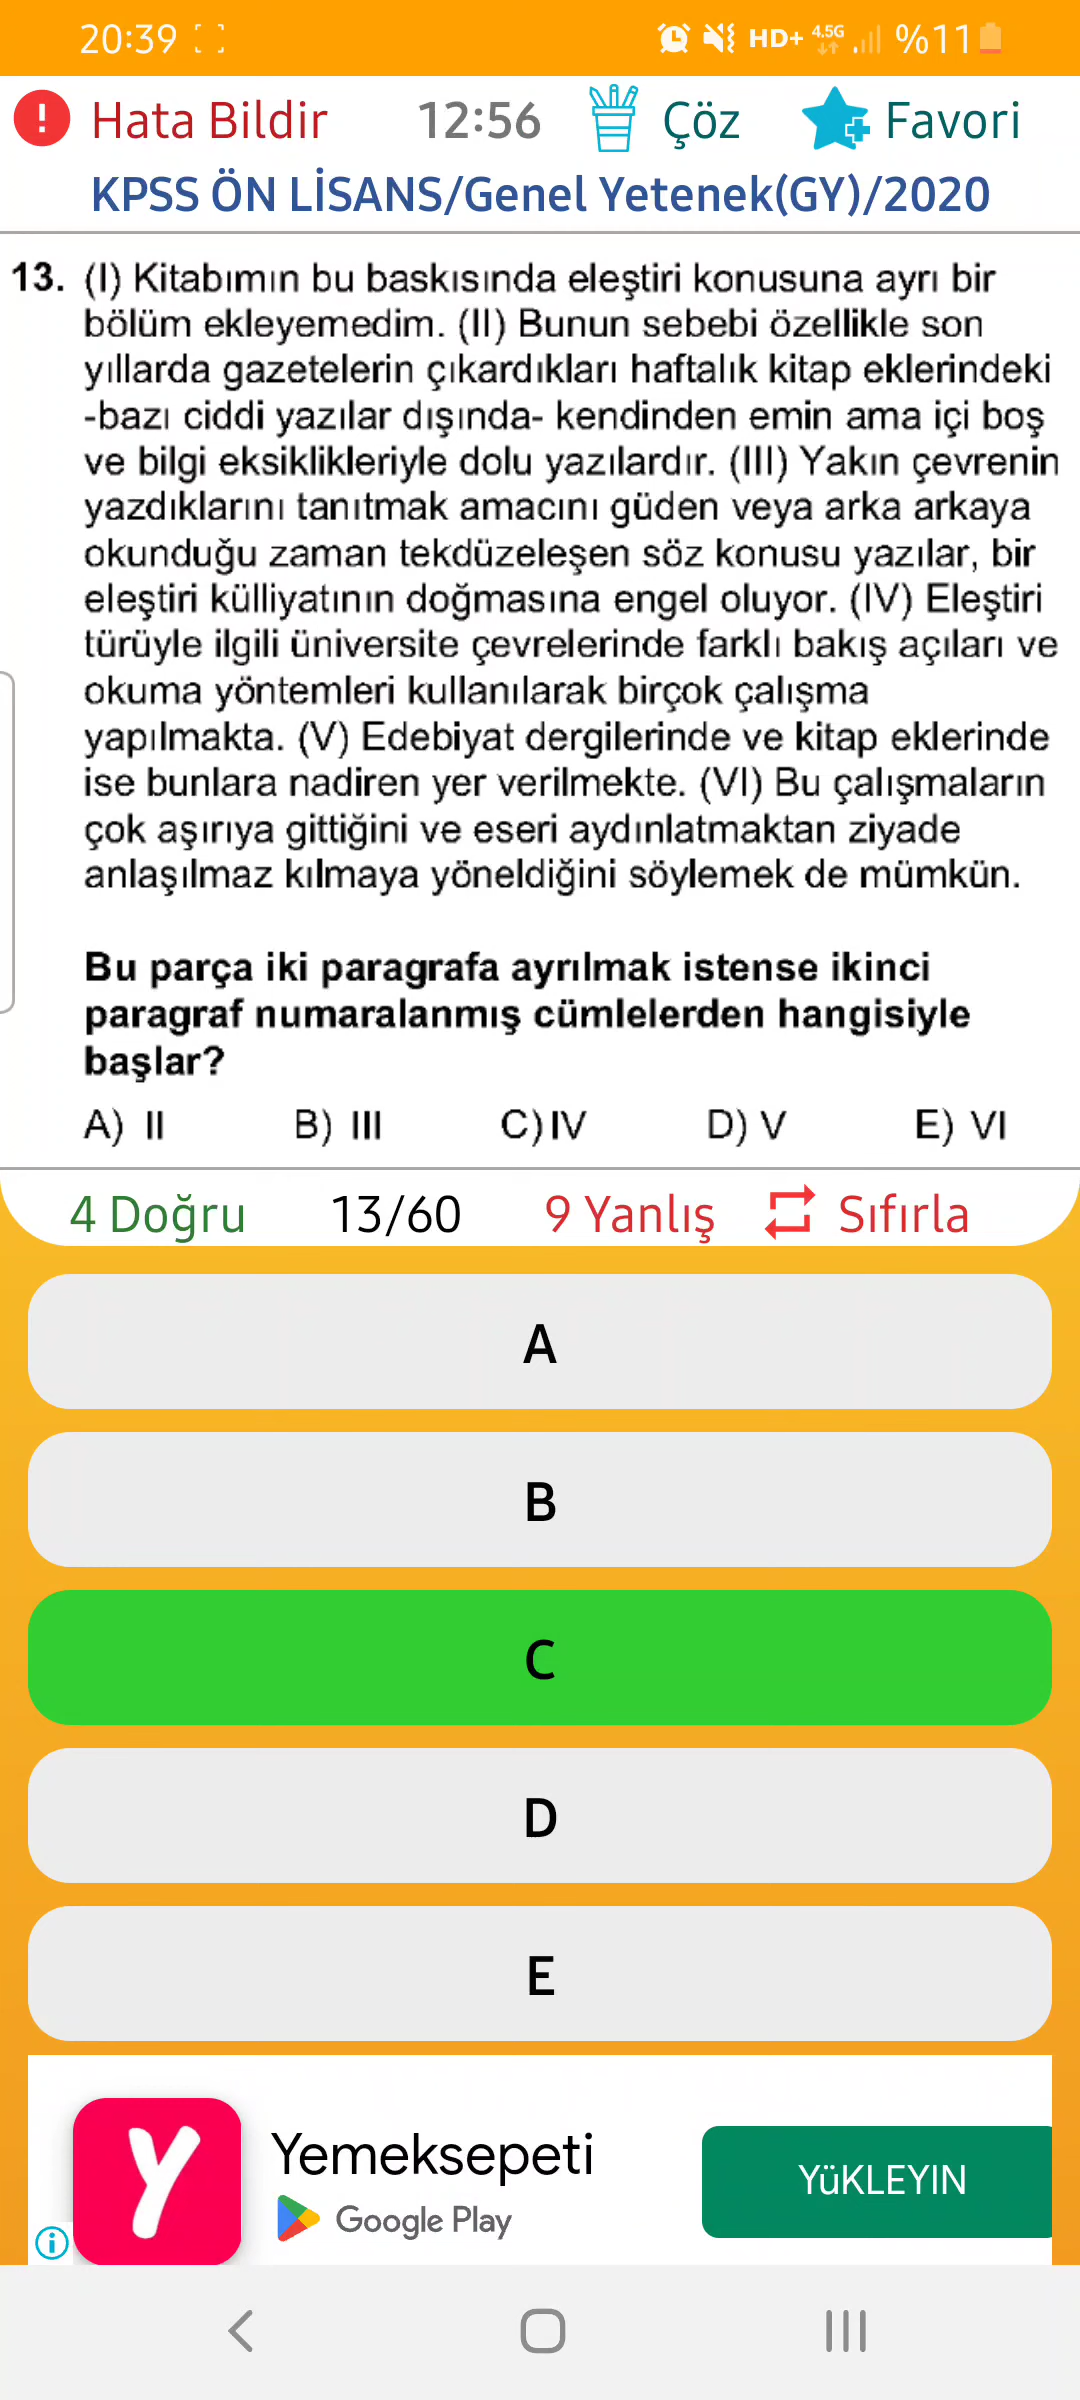 20:39
HD+ 4.5G %11
Hata Bildir 12:56 Çöz Favori
KPSS ÖN LİSANS/Genel Yetenek(GY)/2020
13. (I) Kitabımın bu baskısında eleştiri konusuna ayrı bir
bölüm ekleyemedim. (II) Bunun sebebi özellikle son
yıllarda gazetelerin çıkardıkları haftalık kitap eklerindeki
-bazı ciddi yazılar dışında- kendinden emin ama içi boş
ve bilgi eksiklikleriyle dolu yazılardır. (III) Yakın çevrenin
yazdıklarını tanıtmak amacını güden veya arka arkaya
okunduğu zaman tekdüzeleşen söz konusu yazılar, bir
eleştiri külliyatının doğmasına engel oluyor. (IV) Eleştiri
türüyle ilgili üniversite çevrelerinde farklı bakış açıları ve
okuma yöntemleri kullanılarak birçok çalışma
yapılmakta. (V) Edebiyat dergilerinde ve kitap eklerinde
ise bunlara nadiren yer verilmekte. (VI) Bu çalışmaların
çok aşırıya gittiğini ve eseri aydınlatmaktan ziyade
anlaşılmaz kılmaya yöneldiğini söylemek de mümkün.
Bu parça iki paragrafa ayrılmak istense ikinci
paragraf numaralanmış cümlelerden hangisiyle
başlar?
A) II B) III C) IV D) V E) VI
4 Doğru 13/60 9 Yanlış Sıfırla
A
B
C
D
E
Yemeksepeti
Google Play
YüKLEYIN